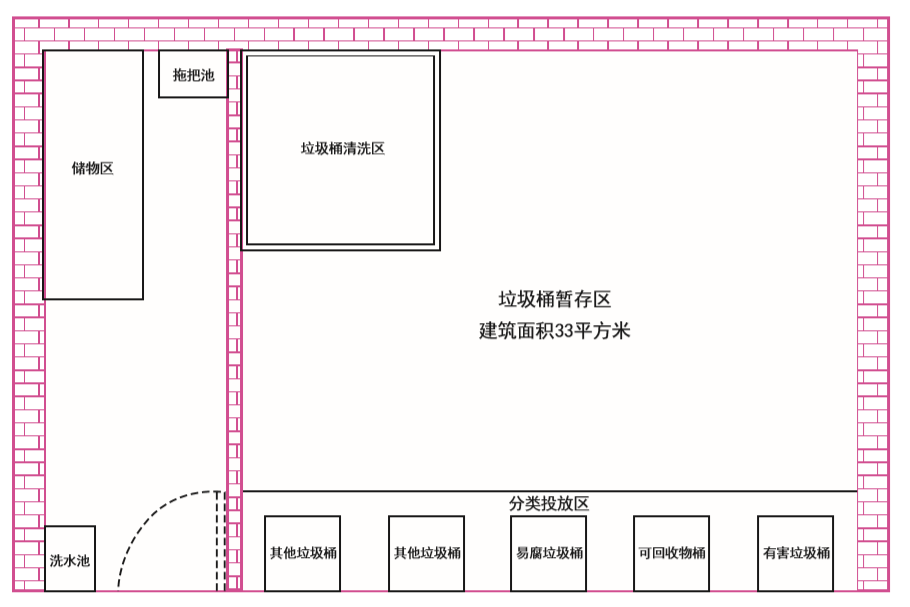 拖把池
储物区
垃圾桶清洗区
垃圾桶暂存区
建筑面积33平方米
分类投放区
洗水池
其他垃圾桶
其他垃圾桶
易腐垃圾桶
可回收物桶
有害垃圾桶